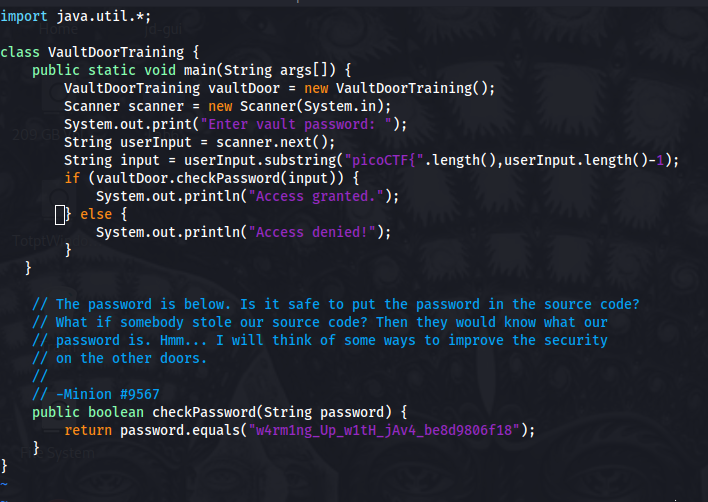 import java.util.*;

class VaultDoorTraining {
    public static void main(String args[]) {
        VaultDoorTraining vaultDoor = new VaultDoorTraining();
        Scanner scanner = new Scanner(System.in);
        System.out.print("Enter vault password: ");
        String userInput = scanner.next();
        String input = userInput.substring("picoCTF{".length(),userInput.length()-1);
        if (vaultDoor.checkPassword(input)) {
            System.out.println("Access granted.");
        } else {
            System.out.println("Access denied!");
        }
   }

    // The password is below. Is it safe to put the password in the source code?
    // What if somebody stole our source code? Then they would know what our
    // password is. Hmm... I will think of some ways to improve the security
    // on the other doors.
    //
    // -Minion #9567
    public boolean checkPassword(String password) {
        return password.equals("w4rm1ng_Up_w1tH_jAv4_be8d9806f18");
    }
}
~